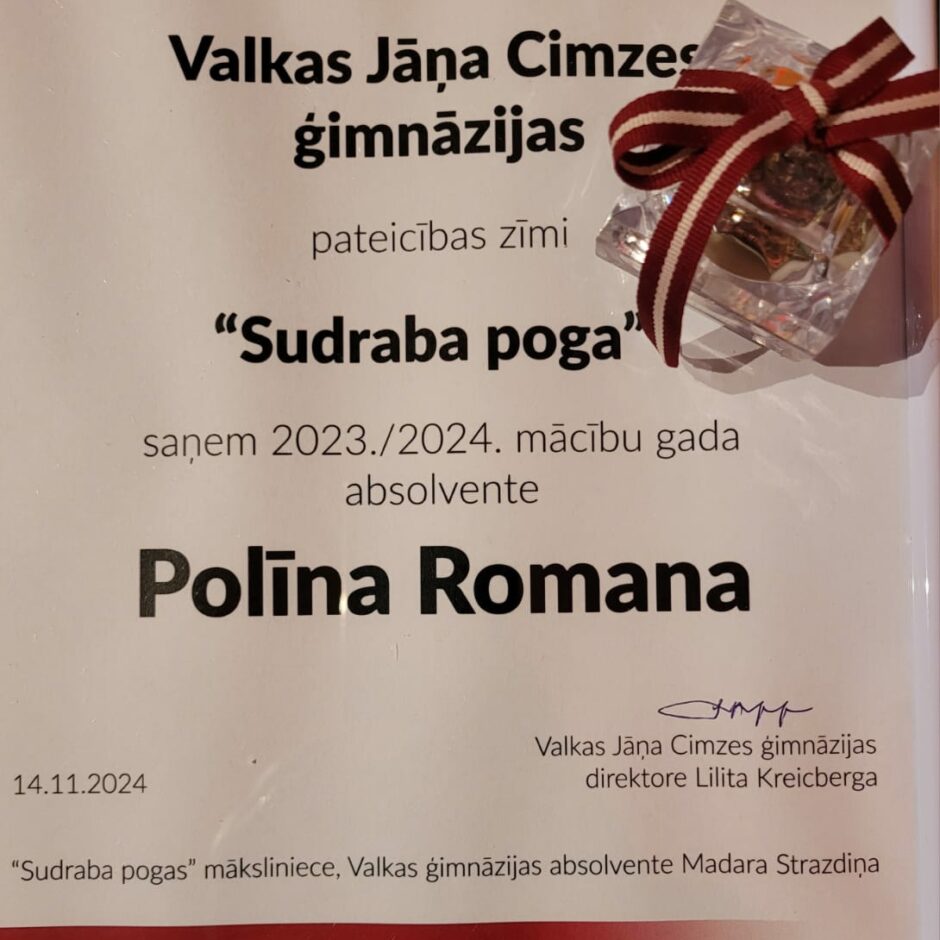 Valkas Jāņa Cimzes
ģimnāzijas
pateicības zīmi
“Sudraba poga”
saņem 2023./2024. mācību gada
absolvente
Polīna Romana
Valkas Jāņa Cimzes ģimnāzijas
direktore Lilita Kreicberga
14.11.2024
“Sudraba pogas” māksliniece, Valkas ģimnāzijas absolvente Madara Strazdiņa